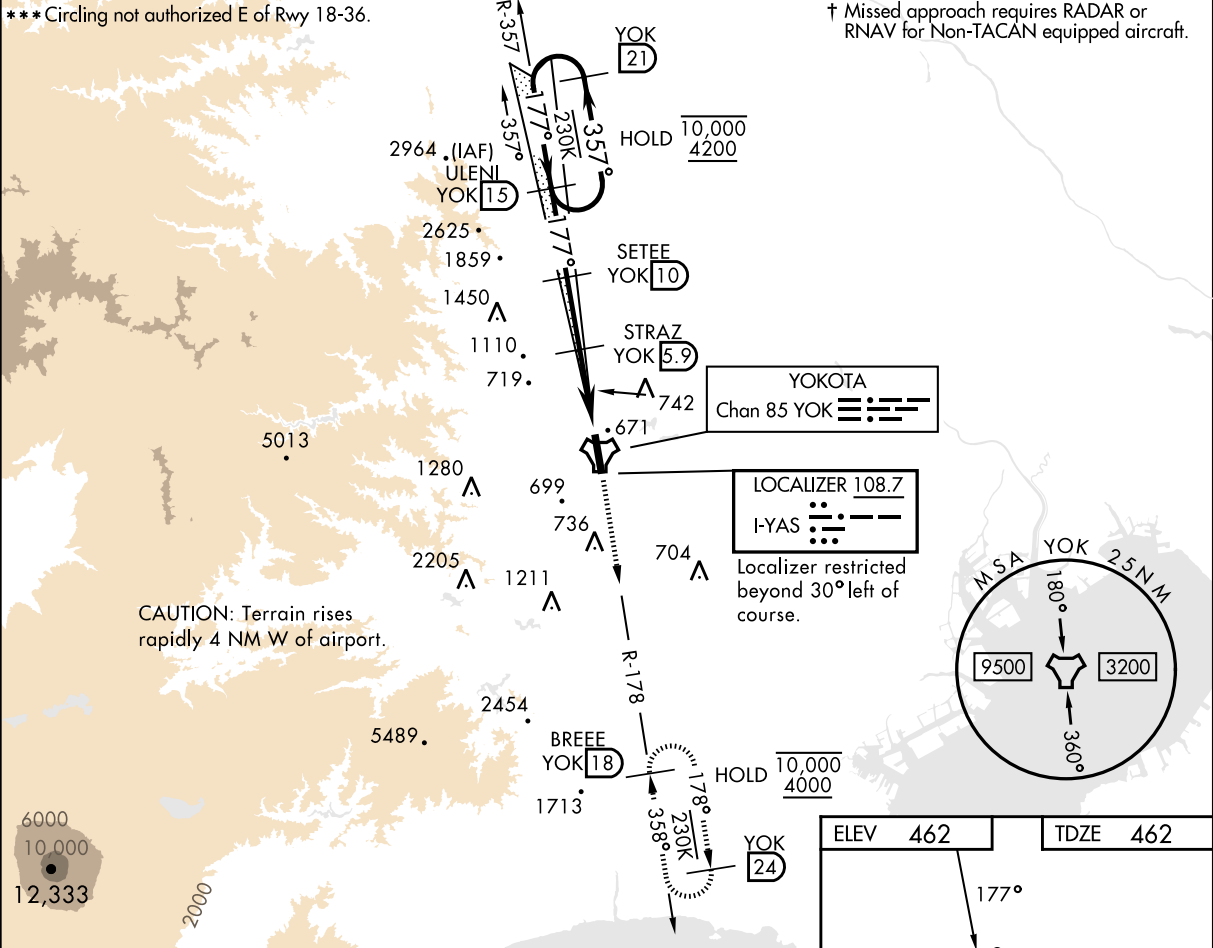 *** Circling not authorized E of Rwy 18-36.
† Missed approach requires RADAR or
RNAV for Non-TACAN equipped aircraft.
R-357
YOK
21
177°
230K
357°
357°
HOLD 10,000
4200
2964 (IAF)
ULENI
YOK 15
177°
2625
1859
SETEE
YOK 10
1450
STRAZ
YOK 5.9
1110
719
742
YOKOTA
Chan 85 YOK
671
5013
1280
699
736
LOCALIZER 108.7
I-YAS
Localizer restricted
beyond 30° left of
course.
704
2205
1211
CAUTION: Terrain rises
rapidly 4 NM W of airport.
MSA YOK 25NM
180°
9500
3200
360°
R-178
2454
5489
BREEE
YOK 18
1713
HOLD 10,000
4000
178°
230K
358°
YOK
24
6000
10,000
12,333
2000
ELEV 462
TDZE 462
177°